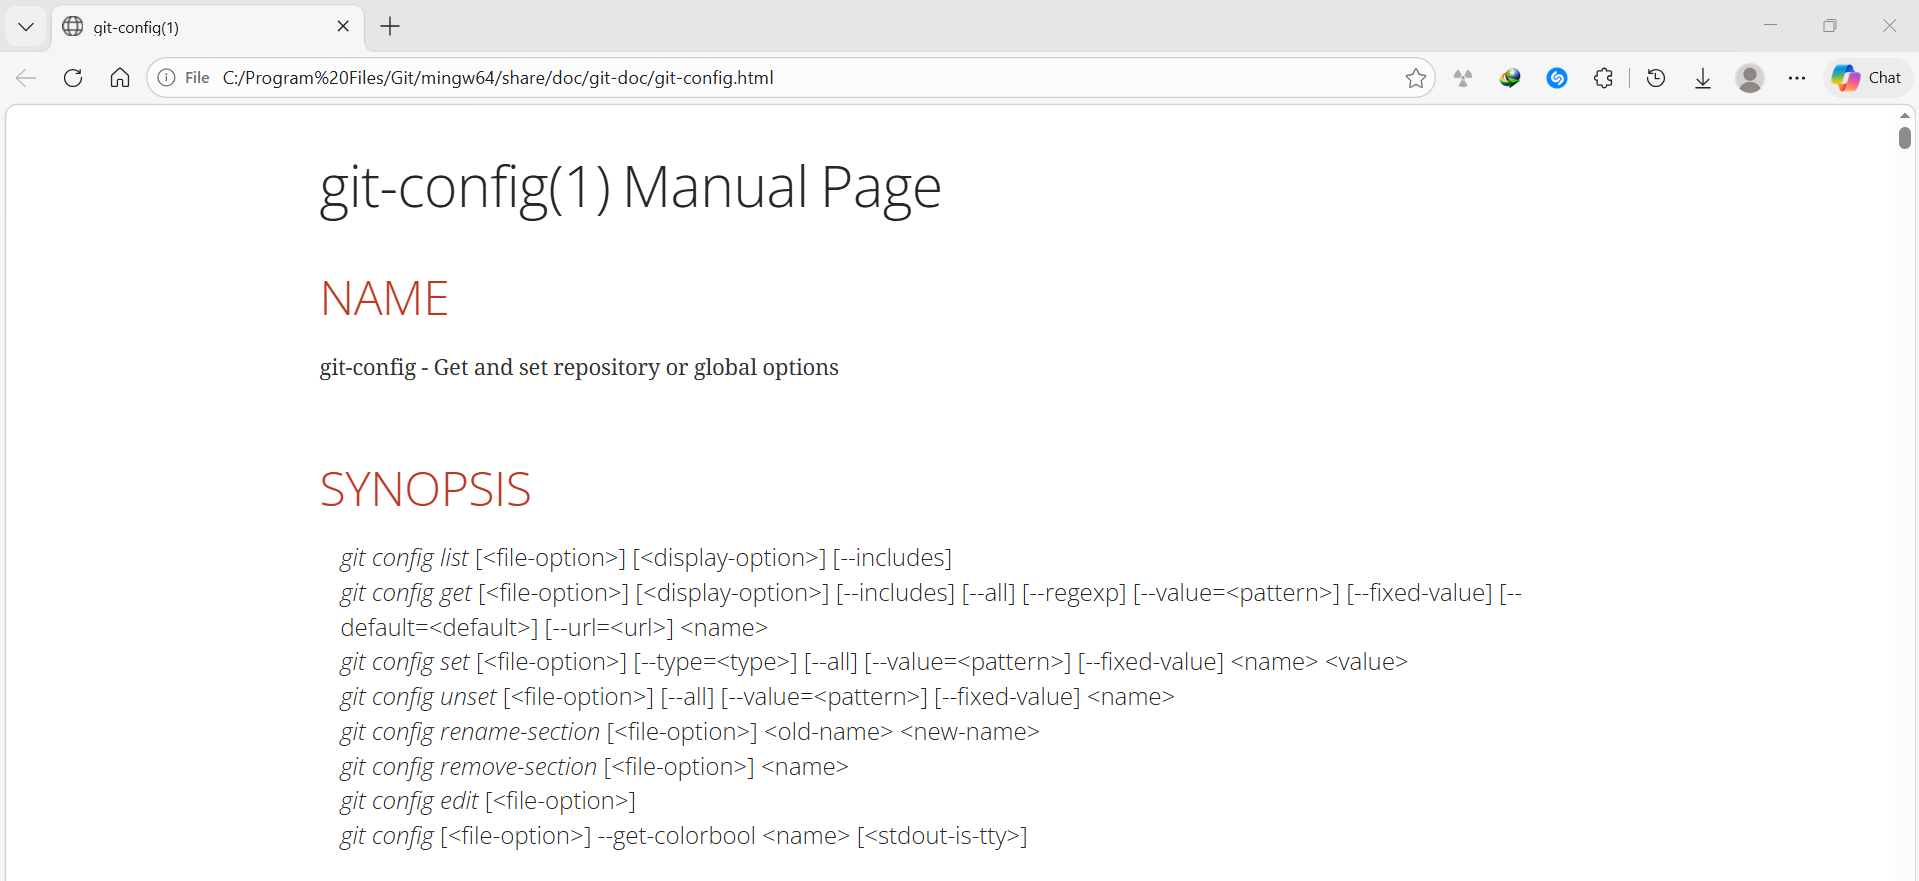 git-config(1)
File C:/Program%20Files/Git/mingw64/share/doc/git-doc/git-config.html
Chat
git-config(1) Manual Page
NAME
git-config - Get and set repository or global options
SYNOPSIS
git config list [<file-option>] [<display-option>] [--includes]
git config get [<file-option>] [<display-option>] [--includes] [--all] [--regexp] [--value=<pattern>] [--fixed-value] [--
default=<default>] [--url=<url>] <name>
git config set [<file-option>] [--type=<type>] [--all] [--value=<pattern>] [--fixed-value] <name> <value>
git config unset [<file-option>] [--all] [--value=<pattern>] [--fixed-value] <name>
git config rename-section [<file-option>] <old-name> <new-name>
git config remove-section [<file-option>] <name>
git config edit [<file-option>]
git config [<file-option>] --get-colorbool <name> [<stdout-is-tty>]